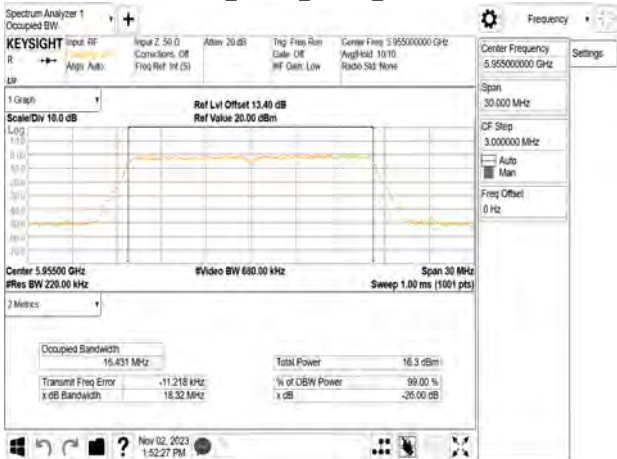 Spectrum Analyzer 1
Occupied BW
Frequency
KEYSIGHT Input: RF Input Z: 50 Ω Atten: 20 dB Trig: Free Run Center Freq: 5.955000000 GHz
R Corrections: Off Gate: Off Avg|Hold: 10/10
Align: Auto Freq Ref: Int (S) #IF Gain: Low Radio Std: None
Center Frequency
5.955000000 GHz
Settings
Span
30.000 MHz
CF Step
3.000000 MHz
Auto
Man
Freq Offset
0 Hz
1 Graph
Ref Lvl Offset 13.40 dB
Scale/Div 10.0 dB Ref Value 20.00 dBm
Log
10.0
0.00
Center 5.95500 GHz #Video BW 680.00 kHz Span 30 MHz
#Res BW 220.00 kHz Sweep 1.00 ms (1001 pts)
2 Metrics
Occupied Bandwidth
16.431 MHz Total Power 16.3 dBm
Transmit Freq Error -11.218 kHz % of OBW Power 99.00 %
x dB Bandwidth 18.32 MHz x dB -26.00 dB
Nov 02, 2023
1:52:27 PM